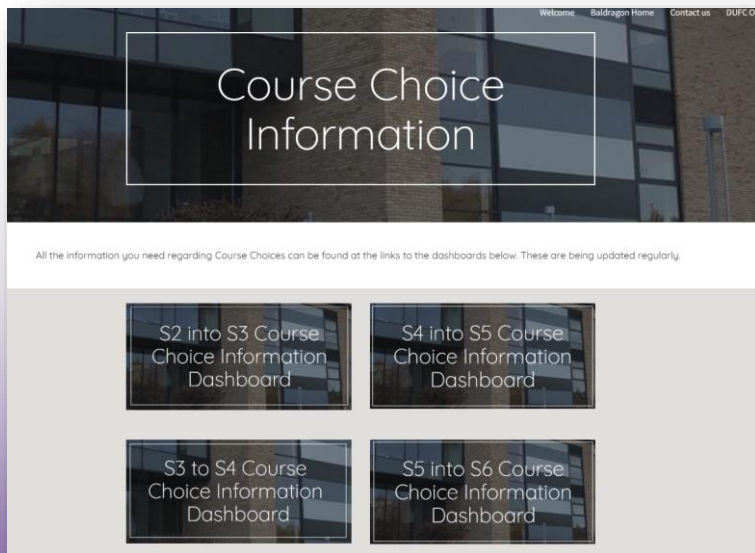 Welcome Baldragon Home Contact us DUFC O
Course Choice
Information
All the information you need regarding Course Choices can be found at the links to the dashboards below. These are being updated regularly.
S2 into S3 Course
Choice Information
Dashboard
S4 into S5 Course
Choice Information
Dashboard
S3 to S4 Course
Choice Information
Dashboard
S5 into S6 Course
Choice Information
Dashboard